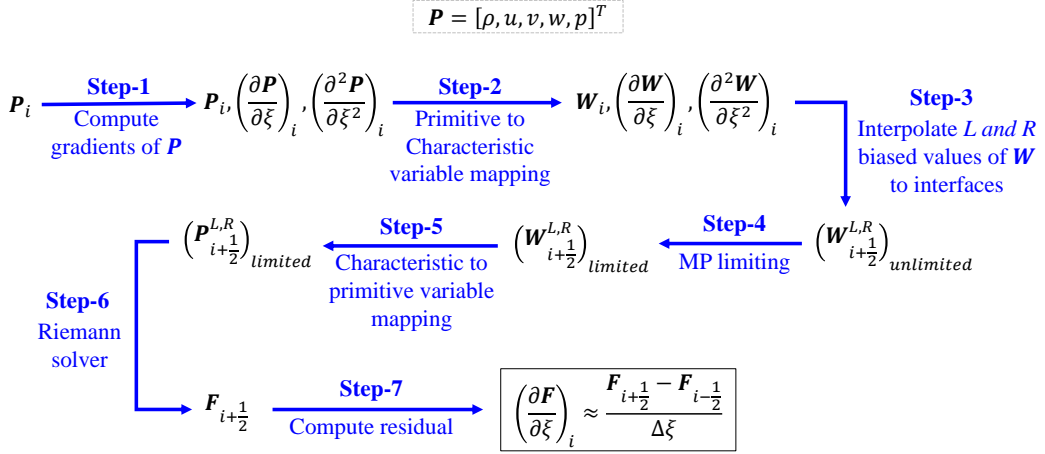 P = [ρ, u, v, w, p]^T
Step-1
P_i
P_i, (∂P/∂ξ)_i, (∂²P/∂ξ²)_i
Compute
gradients of P
Step-2
Primitive to
Characteristic
variable mapping
W_i, (∂W/∂ξ)_i, (∂²W/∂ξ²)_i
Step-3
Interpolate L and R
biased values of W
to interfaces
(W^{L,R}_{i+1/2})_{unlimited}
Step-4
MP limiting
(W^{L,R}_{i+1/2})_{limited}
Step-5
Characteristic to
primitive variable
mapping
(P^{L,R}_{i+1/2})_{limited}
Step-6
Riemann
solver
F_{i+1/2}
Step-7
Compute residual
(∂F/∂ξ)_i ≈ (F_{i+1/2} − F_{i−1/2})/Δξ